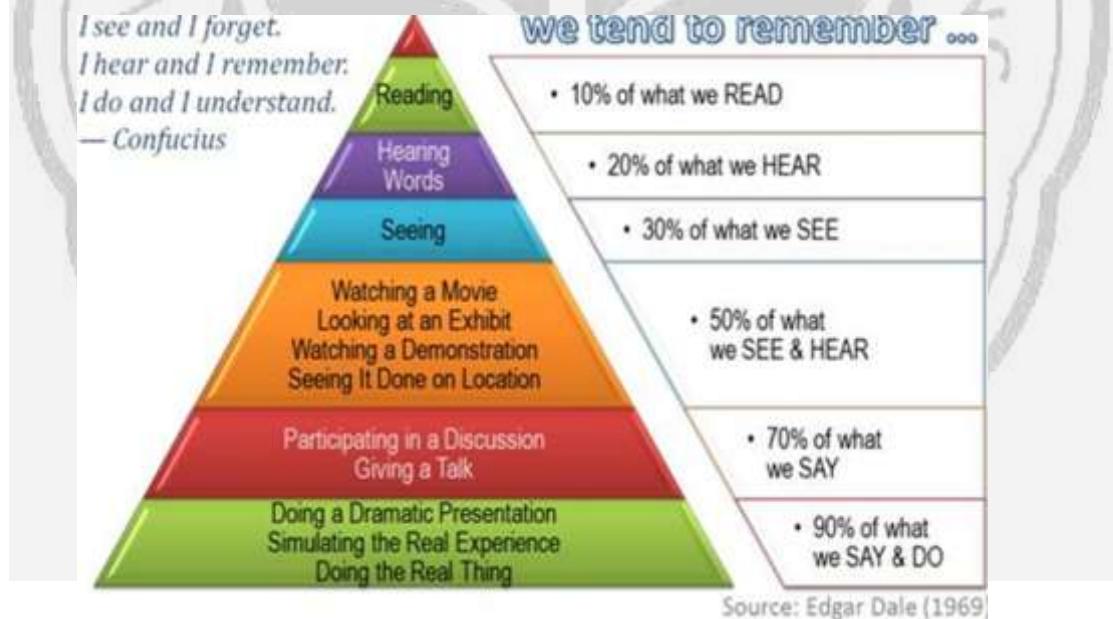 I see and I forget.
I hear and I remember.
I do and I understand.
— Confucius
we tend to remember ...
Reading
• 10% of what we READ
Hearing
Words
• 20% of what we HEAR
Seeing
• 30% of what we SEE
Watching a Movie
Looking at an Exhibit
Watching a Demonstration
Seeing It Done on Location
• 50% of what
we SEE & HEAR
Participating in a Discussion
Giving a Talk
• 70% of what
we SAY
Doing a Dramatic Presentation
Simulating the Real Experience
Doing the Real Thing
• 90% of what
we SAY & DO
Source: Edgar Dale (1969)